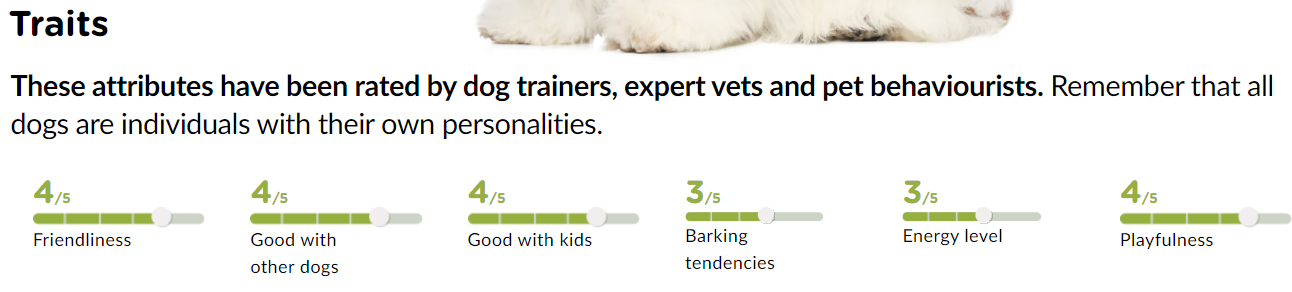 Traits
These attributes have been rated by dog trainers, expert vets and pet behaviourists. Remember that all
dogs are individuals with their own personalities.
4/5 4/5 4/5 3/5 3/5 4/5
Friendliness Good with Good with kids Barking Energy level Playfulness
other dogs tendencies